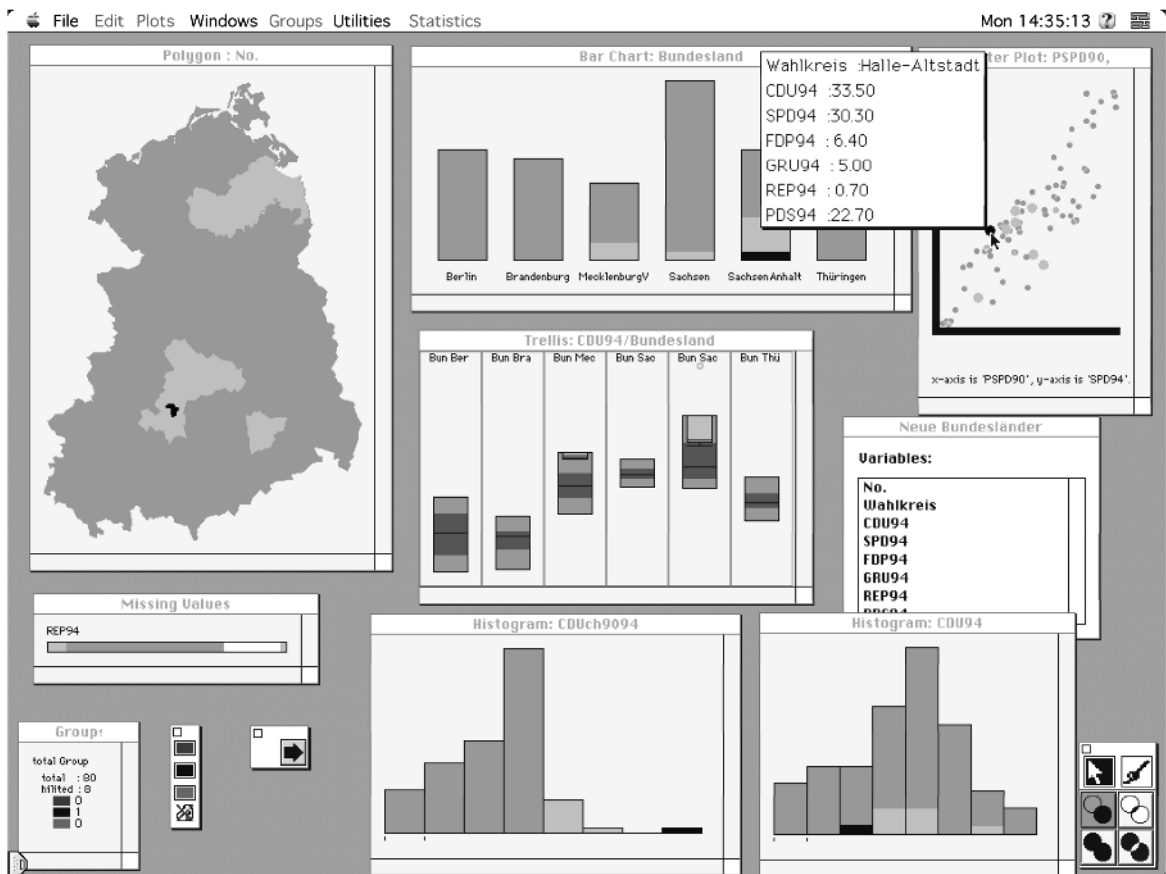 File Edit Plots Windows Groups Utilities Statistics Mon 14:35:13
Polygon : No.
Bar Chart: Bundesland
ter Plot: PSPD90,
Wahlkreis :Halle-Altstadt
CDU94 :33.50
SPD94 :30.30
FDP94 : 6.40
GRU94 : 5.00
REP94 : 0.70
PDS94 :22.70
Berlin Brandenburg MecklenburgV Sachsen Sachsen Anhalt Thüringen
x-axis is 'PSPD90', y-axis is 'SPD94'.
Trellis: CDU94/Bundesland
Bun Ber Bun Bra Bun Mec Bun Sac Bun Sac Bun Thü
Neue Bundesländer
Variables:
No.
Wahlkreis
CDU94
SPD94
FDP94
GRU94
REP94
Missing Values
REP94
Histogram: CDUch9094
Histogram: CDU94
Groups
total Group
total : 80
hilited : 8
0
1
0